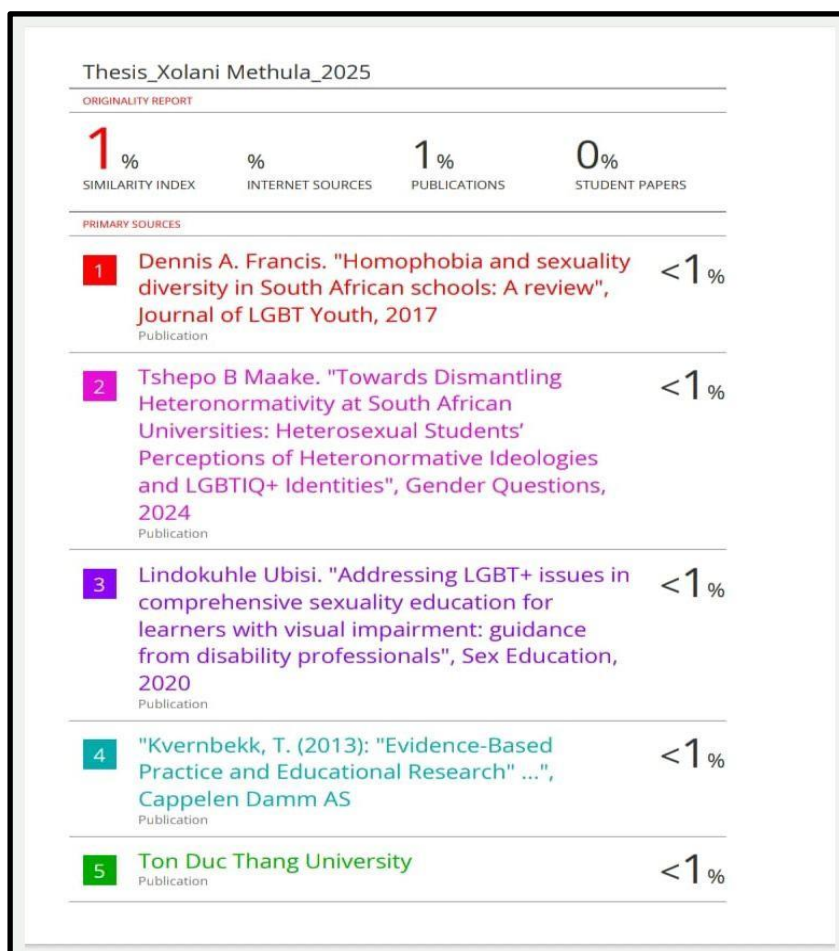 Thesis_Xolani Methula_2025
ORIGINALITY REPORT
1% % 1% 0%
SIMILARITY INDEX INTERNET SOURCES PUBLICATIONS STUDENT PAPERS
PRIMARY SOURCES
1 Dennis A. Francis. "Homophobia and sexuality <1%
diversity in South African schools: A review",
Journal of LGBT Youth, 2017
Publication
2 Tshepo B Maake. "Towards Dismantling <1%
Heteronormativity at South African
Universities: Heterosexual Students’
Perceptions of Heteronormative Ideologies
and LGBTIQ+ Identities", Gender Questions,
2024
Publication
3 Lindokuhle Ubisi. "Addressing LGBT+ issues in <1%
comprehensive sexuality education for
learners with visual impairment: guidance
from disability professionals", Sex Education,
2020
Publication
4 "Kvernbekk, T. (2013): "Evidence-Based <1%
Practice and Educational Research" ...",
Cappelen Damm AS
Publication
5 Ton Duc Thang University <1%
Publication